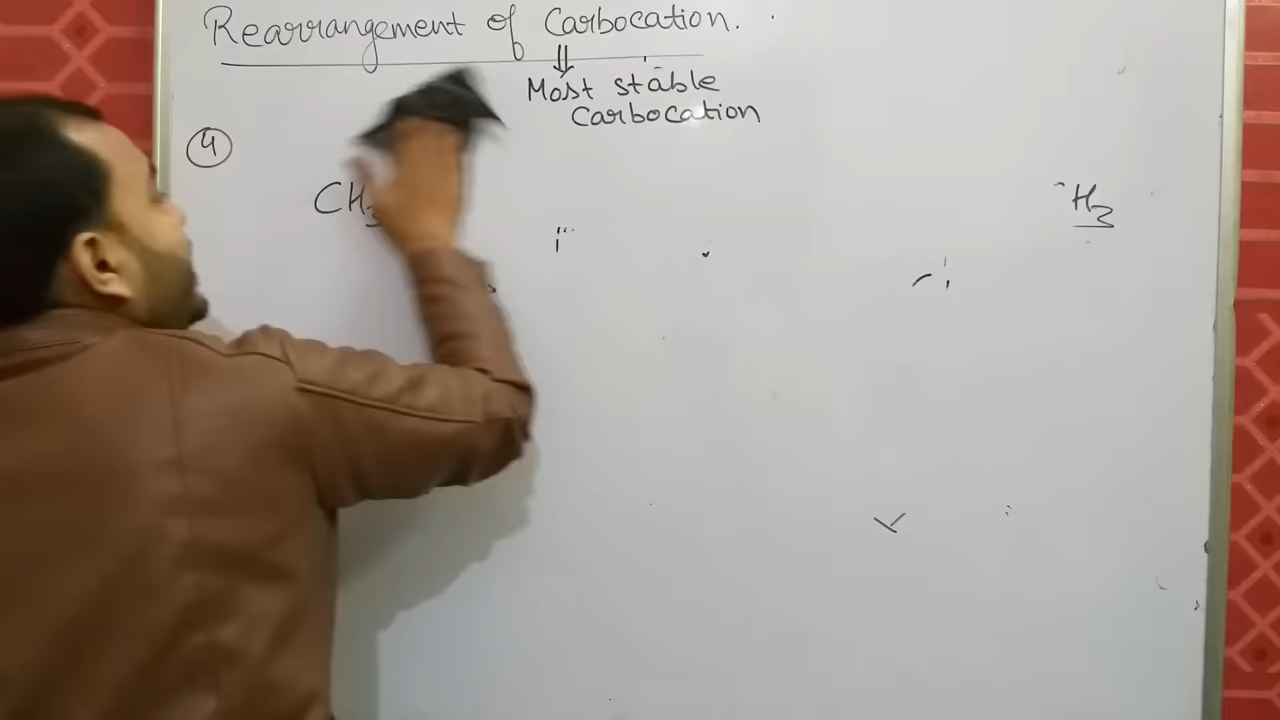 Rearrangement of Carbocation.
⇓
Most stable
Carbocation
4
CH3
H3